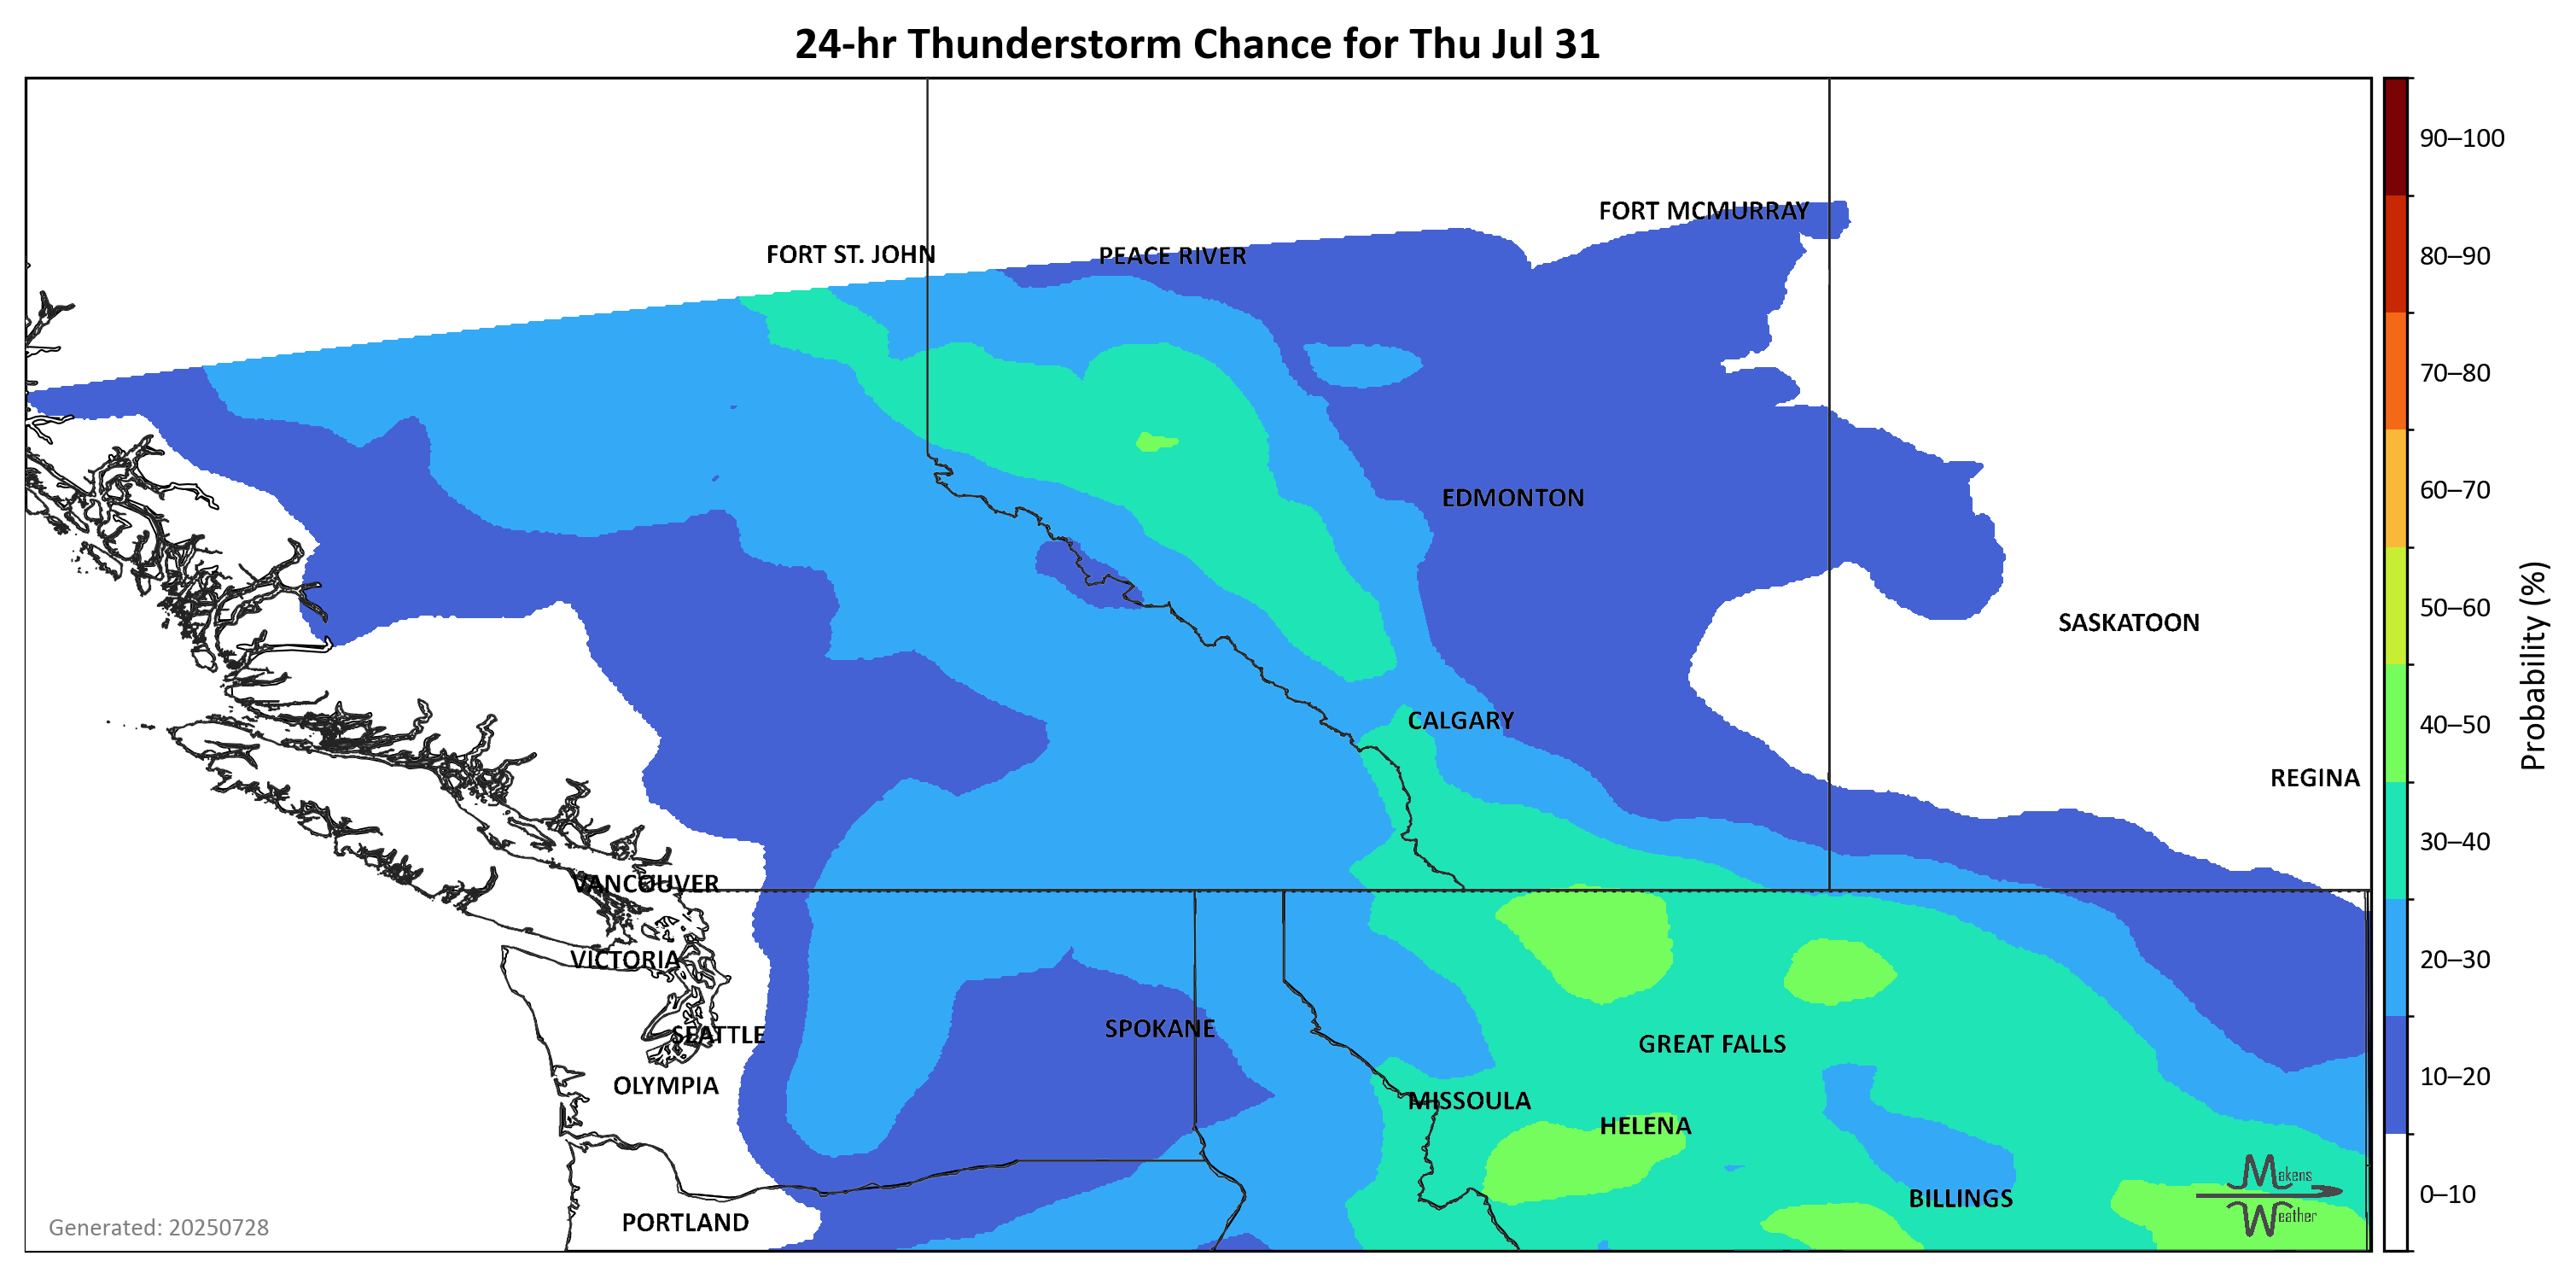 24-hr Thunderstorm Chance for Thu Jul 31
90–100
FORT MCMURRAY
FORT ST. JOHN
PEACE RIVER
80–90
70–80
60–70
EDMONTON
50–60
SASKATOON
Probability (%)
CALGARY
40–50
REGINA
30–40
VANCOUVER
VICTORIA
20–30
SPOKANE
SEATTLE
GREAT FALLS
10–20
OLYMPIA
MISSOULA
HELENA
Makens
Weather
0–10
BILLINGS
PORTLAND
Generated: 20250728